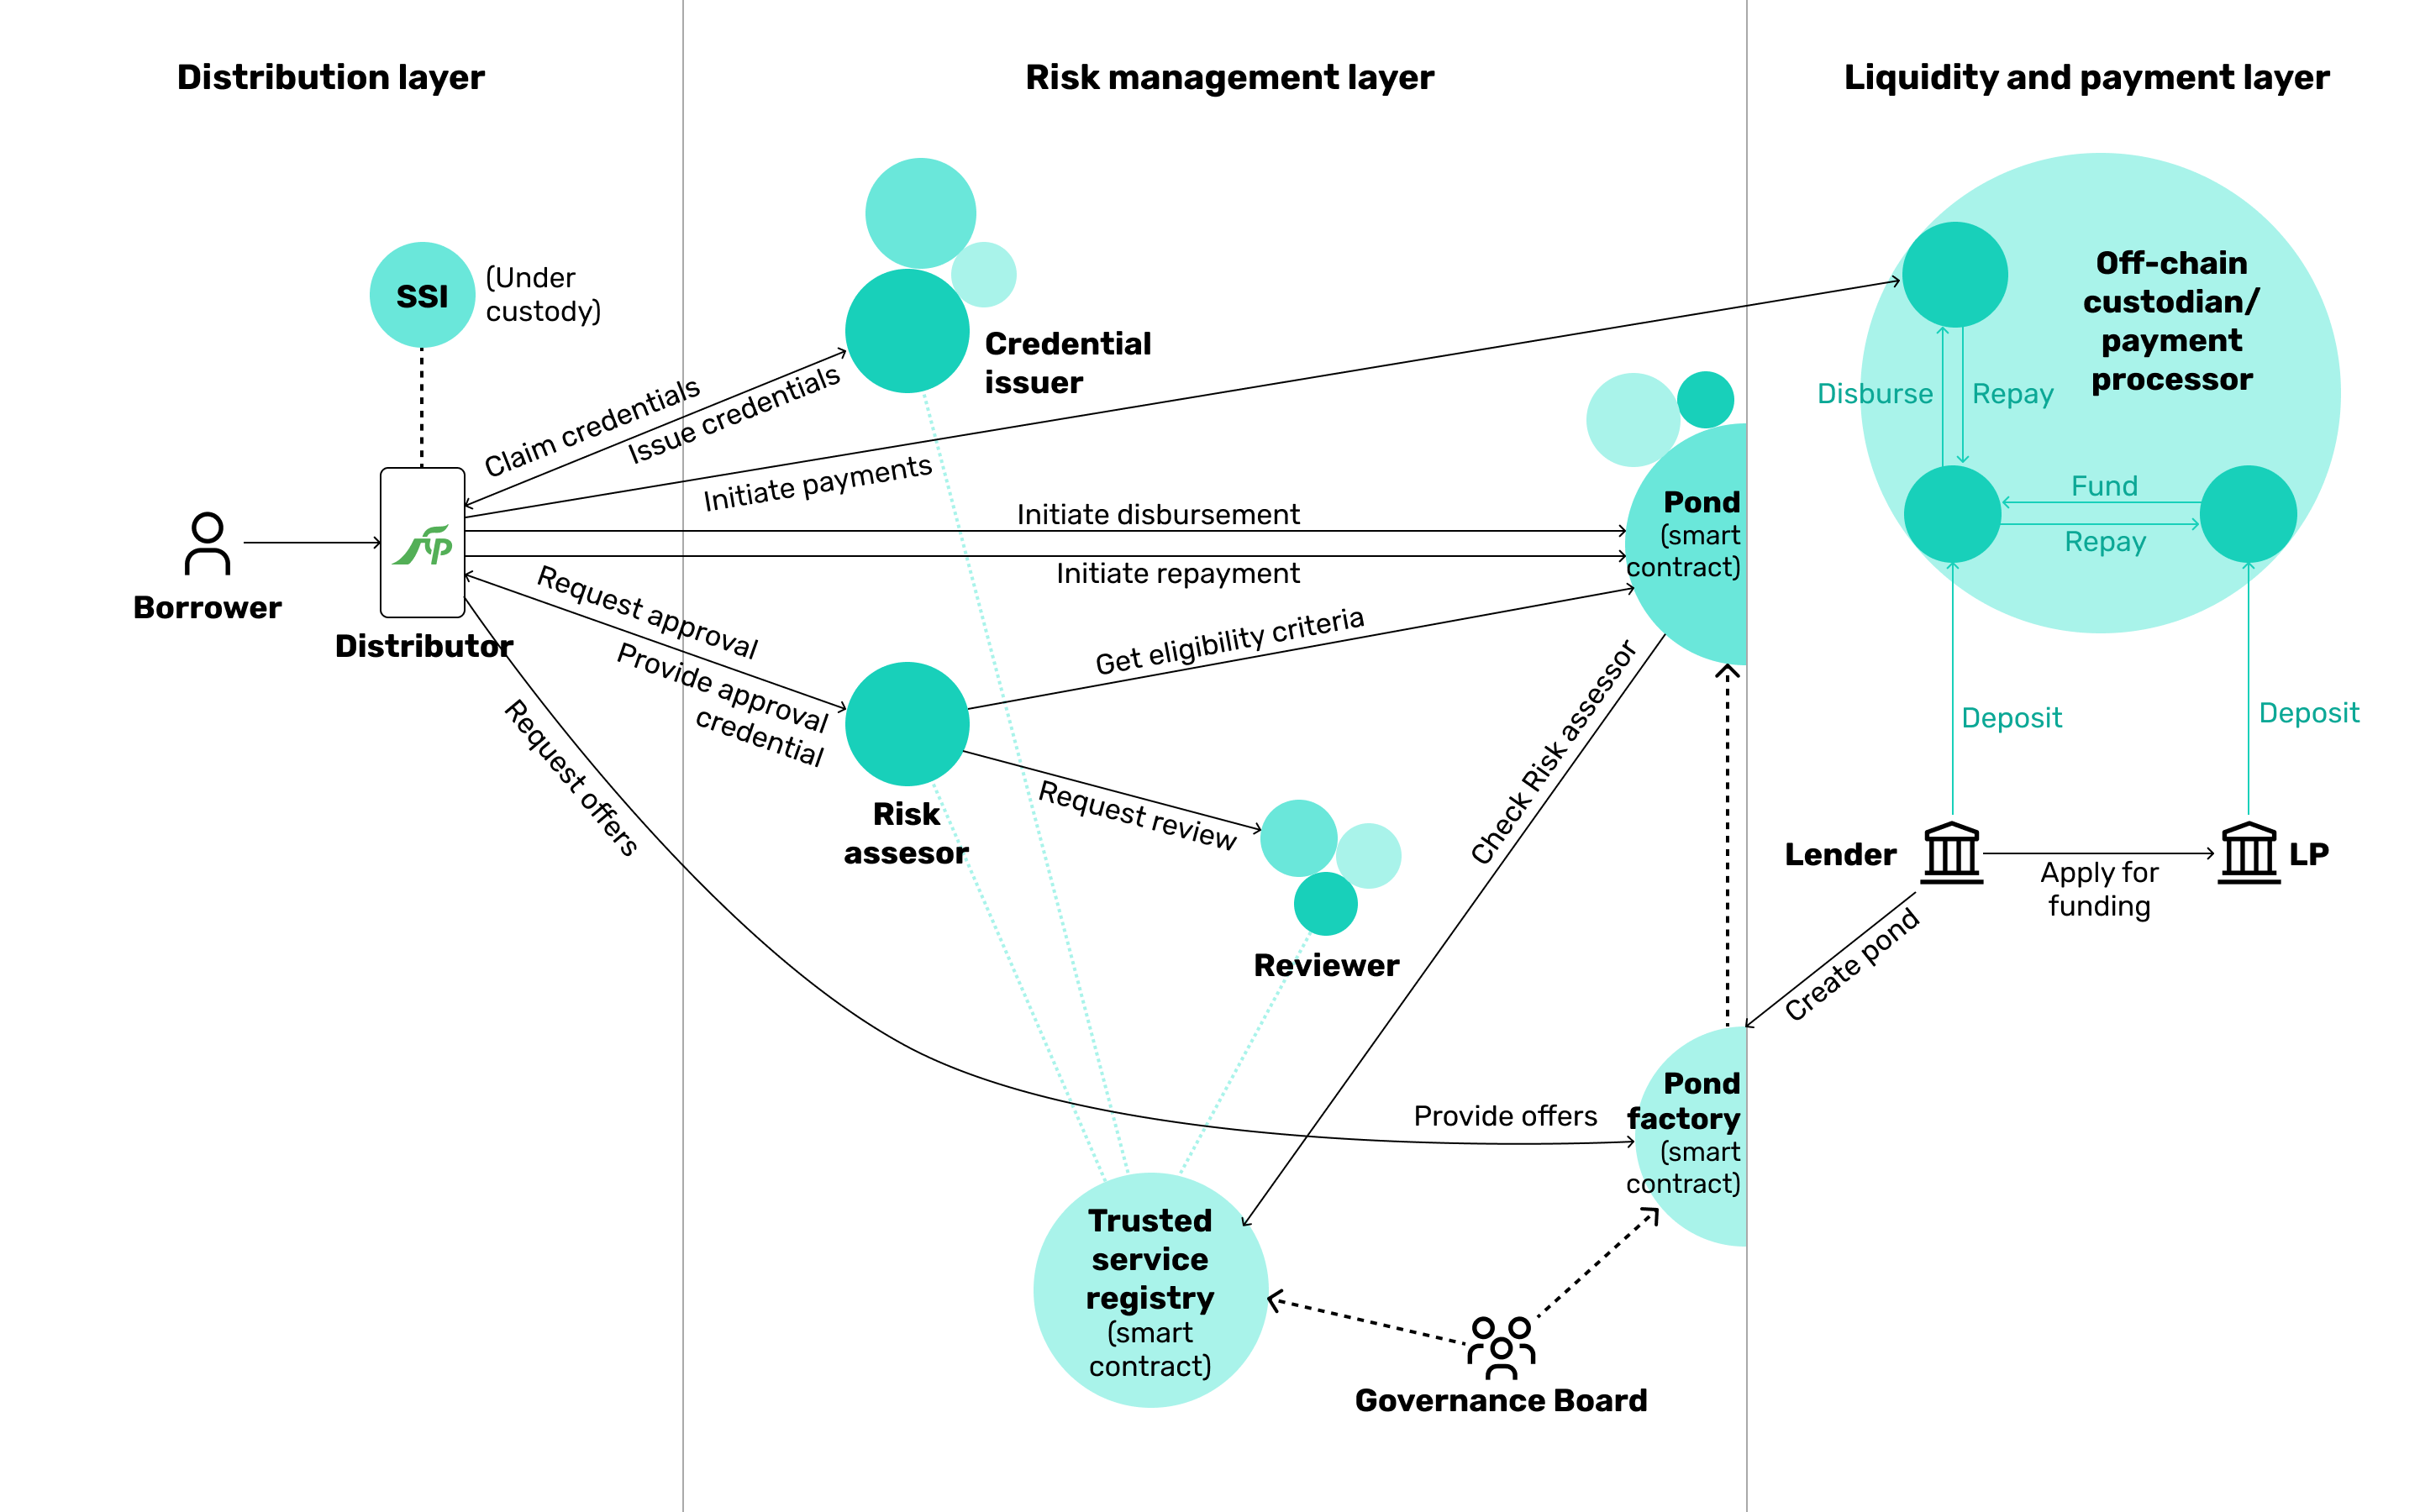 Distribution layer
Risk management layer
Liquidity and payment layer
SSI
(Under
custody)
Credential
issuer
Off-chain
custodian/
payment
processor
Claim credentials
Issue credentials
Disburse
Repay
Initiate payments
Fund
Repay
Initiate disbursement
Initiate repayment
Pond
(smart
contract)
Borrower
Distributor
Request approval
Provide approval
credential
Get eligibility criteria
Request offers
Check Risk assessor
Deposit
Deposit
Risk
assesor
Request review
Reviewer
Lender
LP
Apply for
funding
Create pond
Provide offers
Pond
factory
(smart
contract)
Trusted
service
registry
(smart
contract)
Governance Board